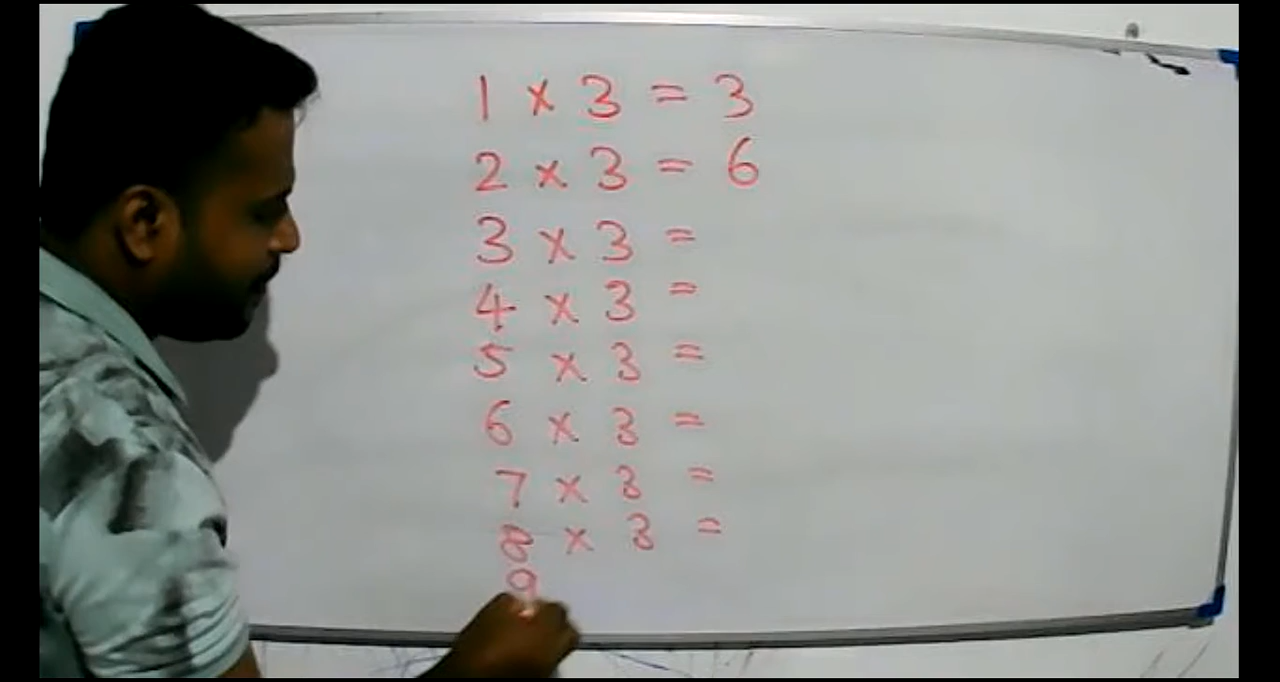 1 × 3 = 3
2 × 3 = 6
3 × 3 =
4 × 3 =
5 × 3 =
6 × 3 =
7 × 3 =
8 × 3 =
9